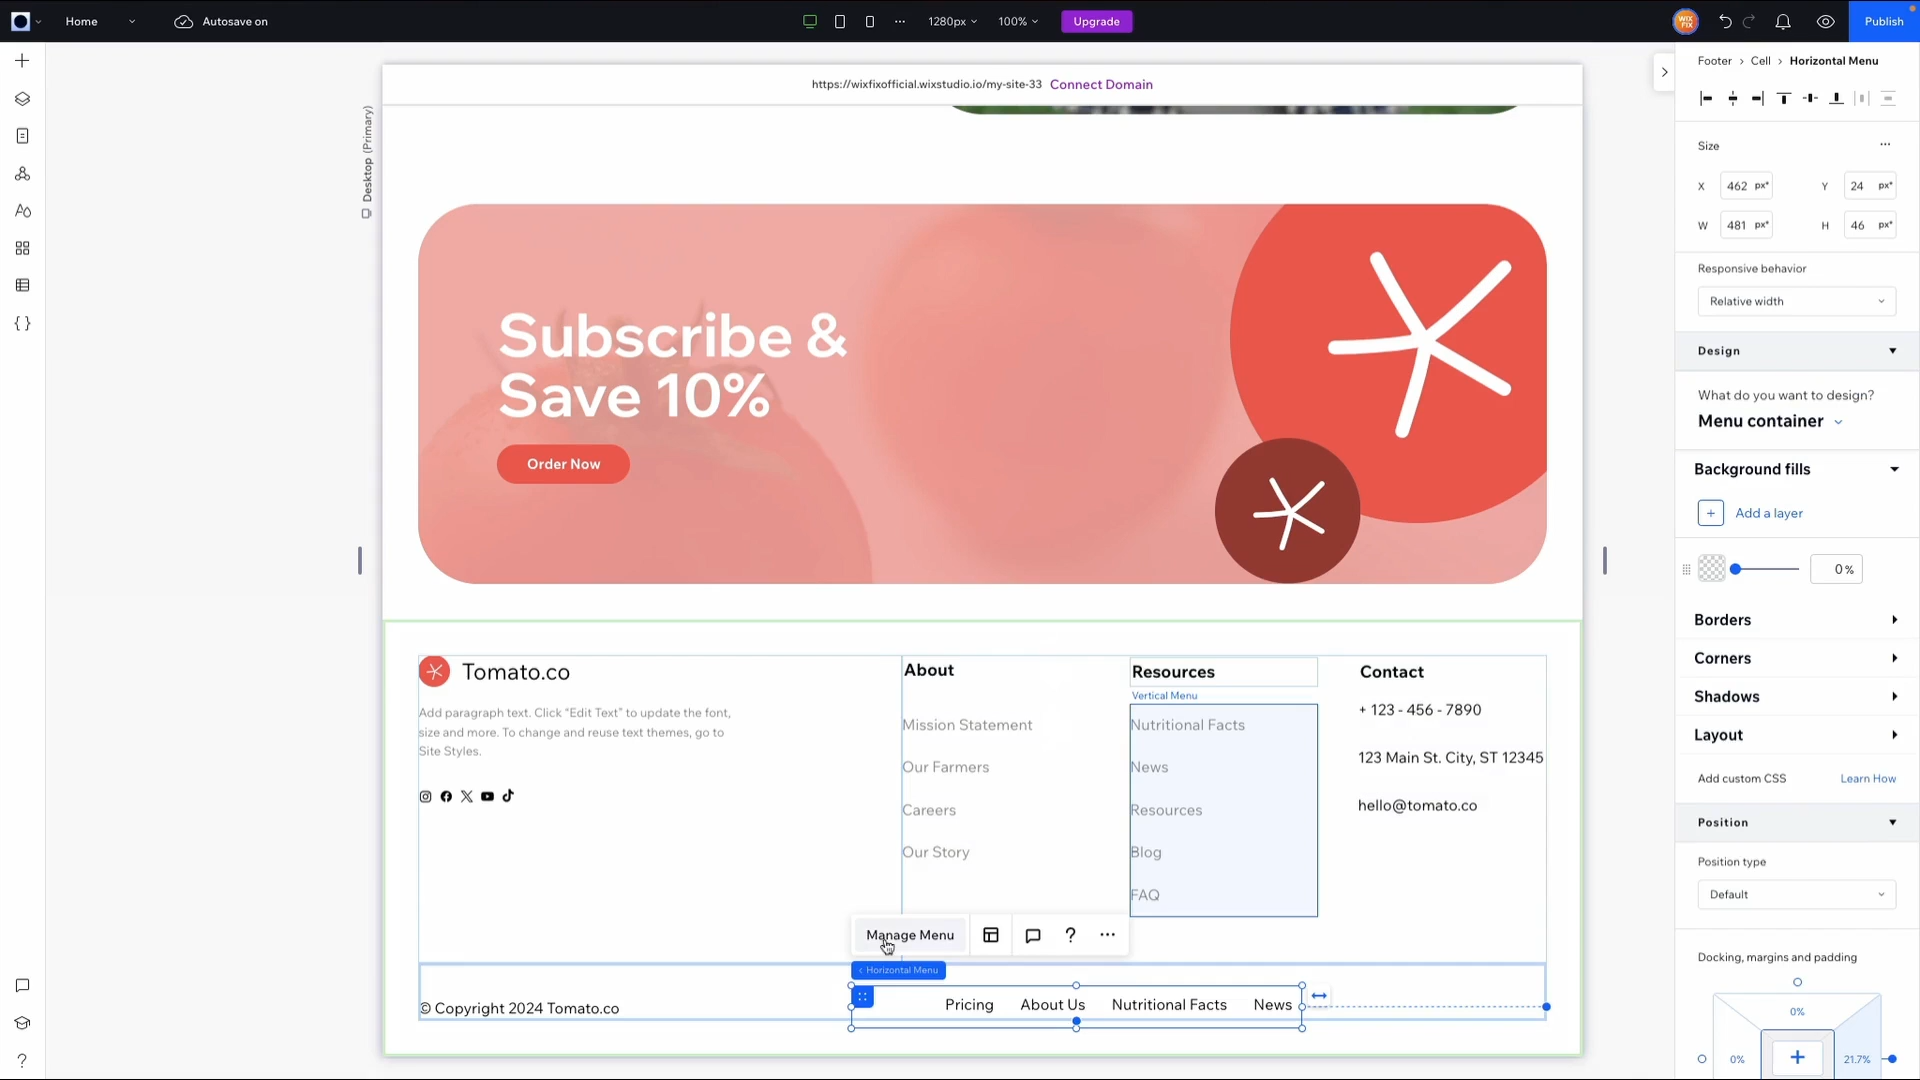 Home
Autosave on
1280px
100%
Upgrade
WIX
FIX
Publish
https://wixfixofficial.wixstudio.io/my-site-33 Connect Domain
Desktop (Primary)
Subscribe &
Save 10%
Order Now
Tomato.co
Add paragraph text. Click “Edit Text” to update the font,
size and more. To change and reuse text themes, go to
Site Styles.
About
Mission Statement
Our Farmers
Careers
Our Story
Resources
Vertical Menu
Nutritional Facts
News
Resources
Blog
FAQ
Contact
+ 123 - 456 - 7890
123 Main St. City, ST 12345
hello@tomato.co
Manage Menu
?
< Horizontal Menu
© Copyright 2024 Tomato.co
Pricing About Us Nutritional Facts News
Footer > Cell > Horizontal Menu
Size
X 462 px* Y 24 px*
W 481 px* H 46 px*
Responsive behavior
Relative width
Design
What do you want to design?
Menu container
Background fills
+ Add a layer
0 %
Borders
Corners
Shadows
Layout
Add custom CSS Learn How
Position
Position type
Default
Docking, margins and padding
0%
0% + 21.7%